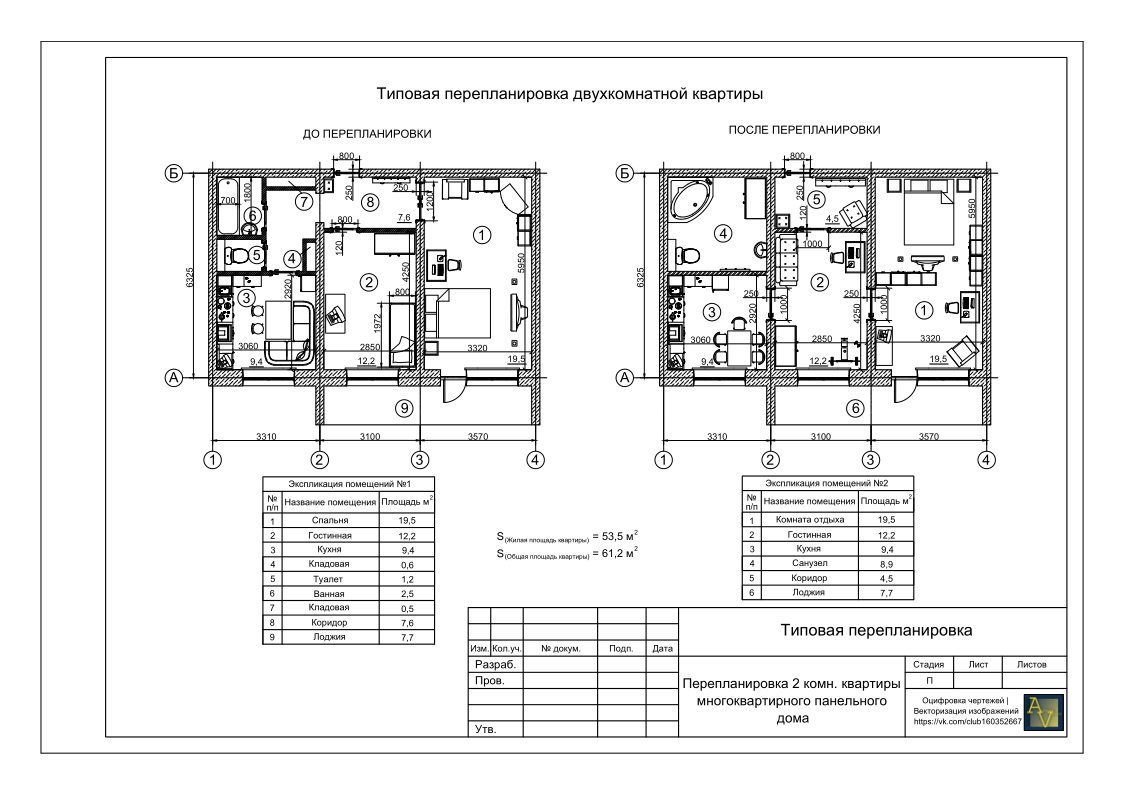 Типовая перепланировка двухкомнатной квартиры
ДО ПЕРЕПЛАНИРОВКИ
ПОСЛЕ ПЕРЕПЛАНИРОВКИ
800
Б
700
1800
6
7
250
8
250
1200
7,6
1
800
120
5
4
2
4250
5950
6325
3
2920
800
1972
3060
2850
3320
9,4
12,2
19,5
А
9
3310
3100
3570
1
2
3
4
800
Б
250
5
4,5
120
4
1000
5950
6325
2
3
250
2920
1000
250
4250
1000
1
3060
2850
3320
9,4
12,2
19,5
А
6
3310
3100
3570
1
2
3
4
Экспликация помещений №1
№ п/п Название помещения Площадь м²
1 Спальня 19,5
2 Гостинная 12,2
3 Кухня 9,4
4 Кладовая 0,6
5 Туалет 1,2
6 Ванная 2,5
7 Кладовая 0,5
8 Коридор 7,6
9 Лоджия 7,7
S(Жилая площадь квартиры) = 53,5 м²
S(Общая площадь квартиры) = 61,2 м²
Экспликация помещений №2
№ п/п Название помещения Площадь м²
1 Комната отдыха 19,5
2 Гостинная 12,2
3 Кухня 9,4
4 Санузел 8,9
5 Коридор 4,5
6 Лоджия 7,7
Изм. Кол.уч. № докум. Подп. Дата
Разраб.
Пров.
Утв.
Типовая перепланировка
Перепланировка 2 комн. квартиры
многоквартирного панельного
дома
Стадия Лист Листов
П
Оцифровка чертежей |
Векторизация изображений
https://vk.com/club160352667
AV